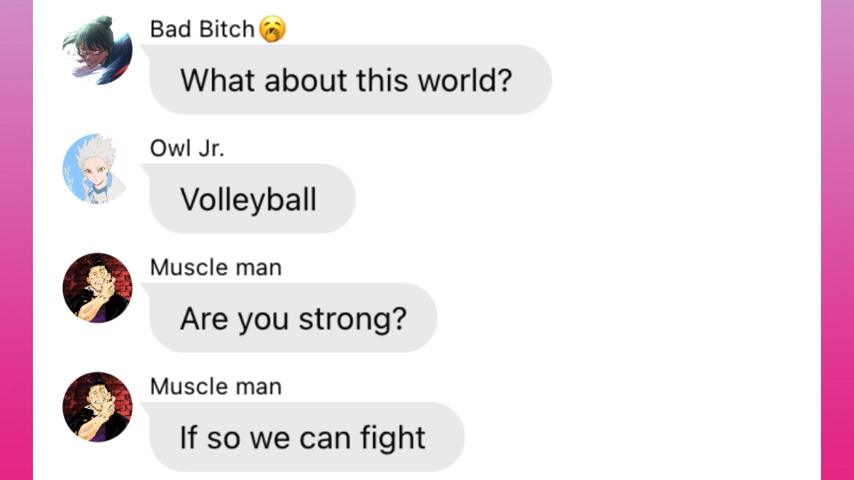 Bad Bitch🥱
What about this world?
Owl Jr.
Volleyball
Muscle man
Are you strong?
Muscle man
If so we can fight